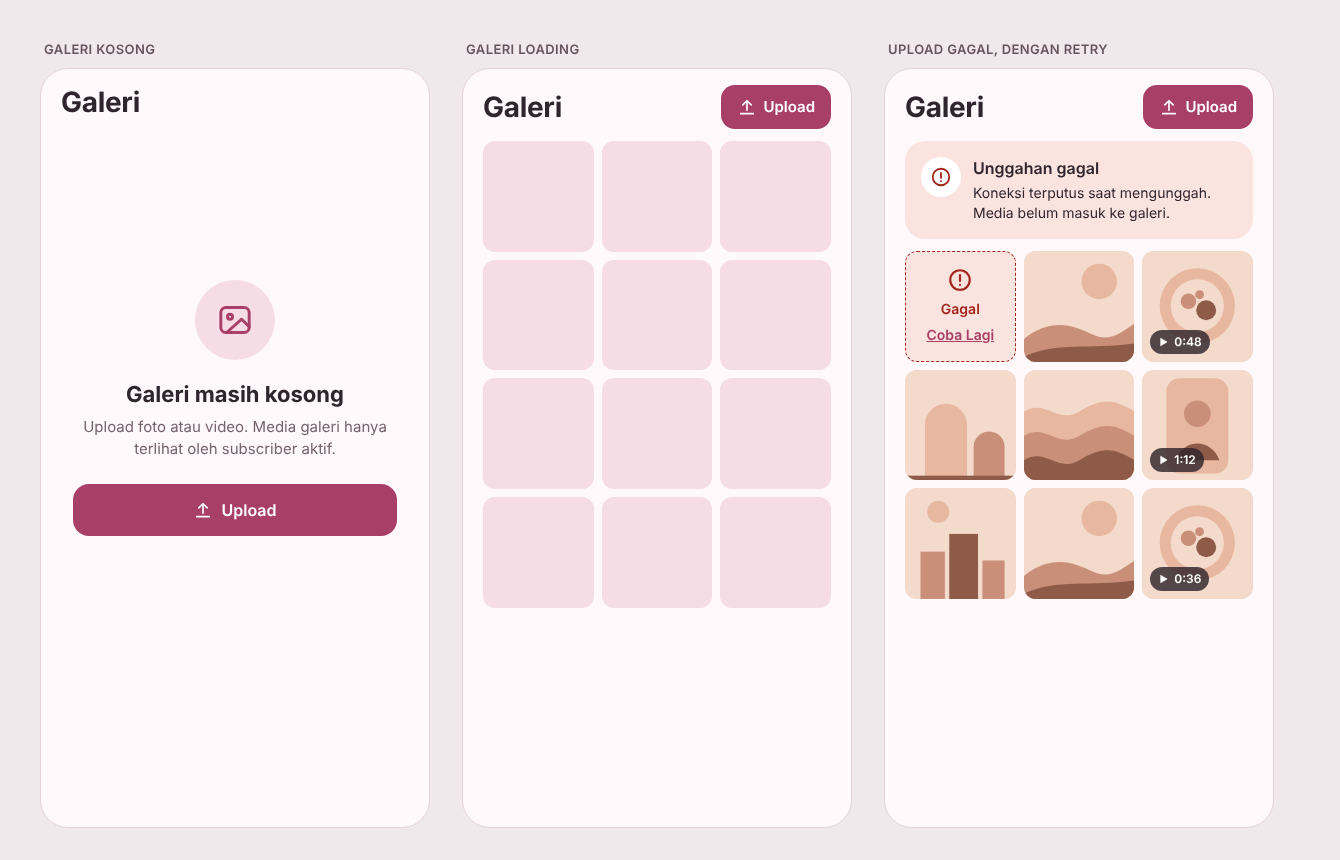 GALERI KOSONG
Galeri
Galeri masih kosong
Upload foto atau video. Media galeri hanya
terlihat oleh subscriber aktif.
Upload
GALERI LOADING
Galeri
Upload
UPLOAD GAGAL, DENGAN RETRY
Galeri
Upload
Unggahan gagal
Koneksi terputus saat mengunggah.
Media belum masuk ke galeri.
Gagal
Coba Lagi
0:48
1:12
0:36